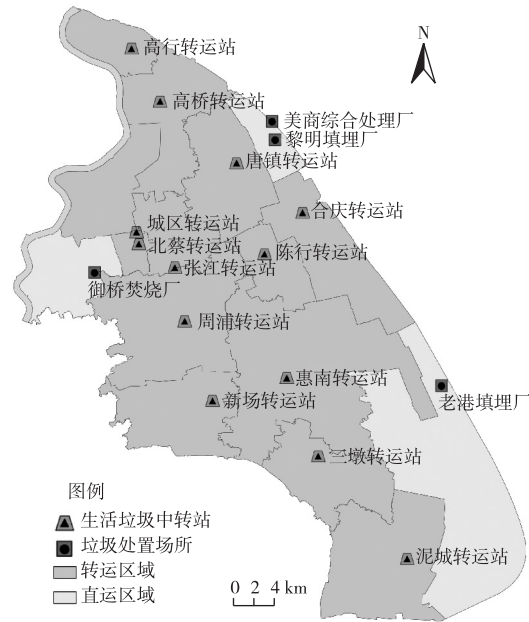 N
高行转运站
高桥转运站
美商综合处理厂
黎明填埋厂
唐镇转运站
合庆转运站
城区转运站
北蔡转运站
陈行转运站
张江转运站
御桥焚烧厂
周浦转运站
惠南转运站
老港填埋厂
新场转运站
三墩转运站
泥城转运站
图例
生活垃圾中转站
垃圾处置场所
转运区域
直运区域
0 2 4 km